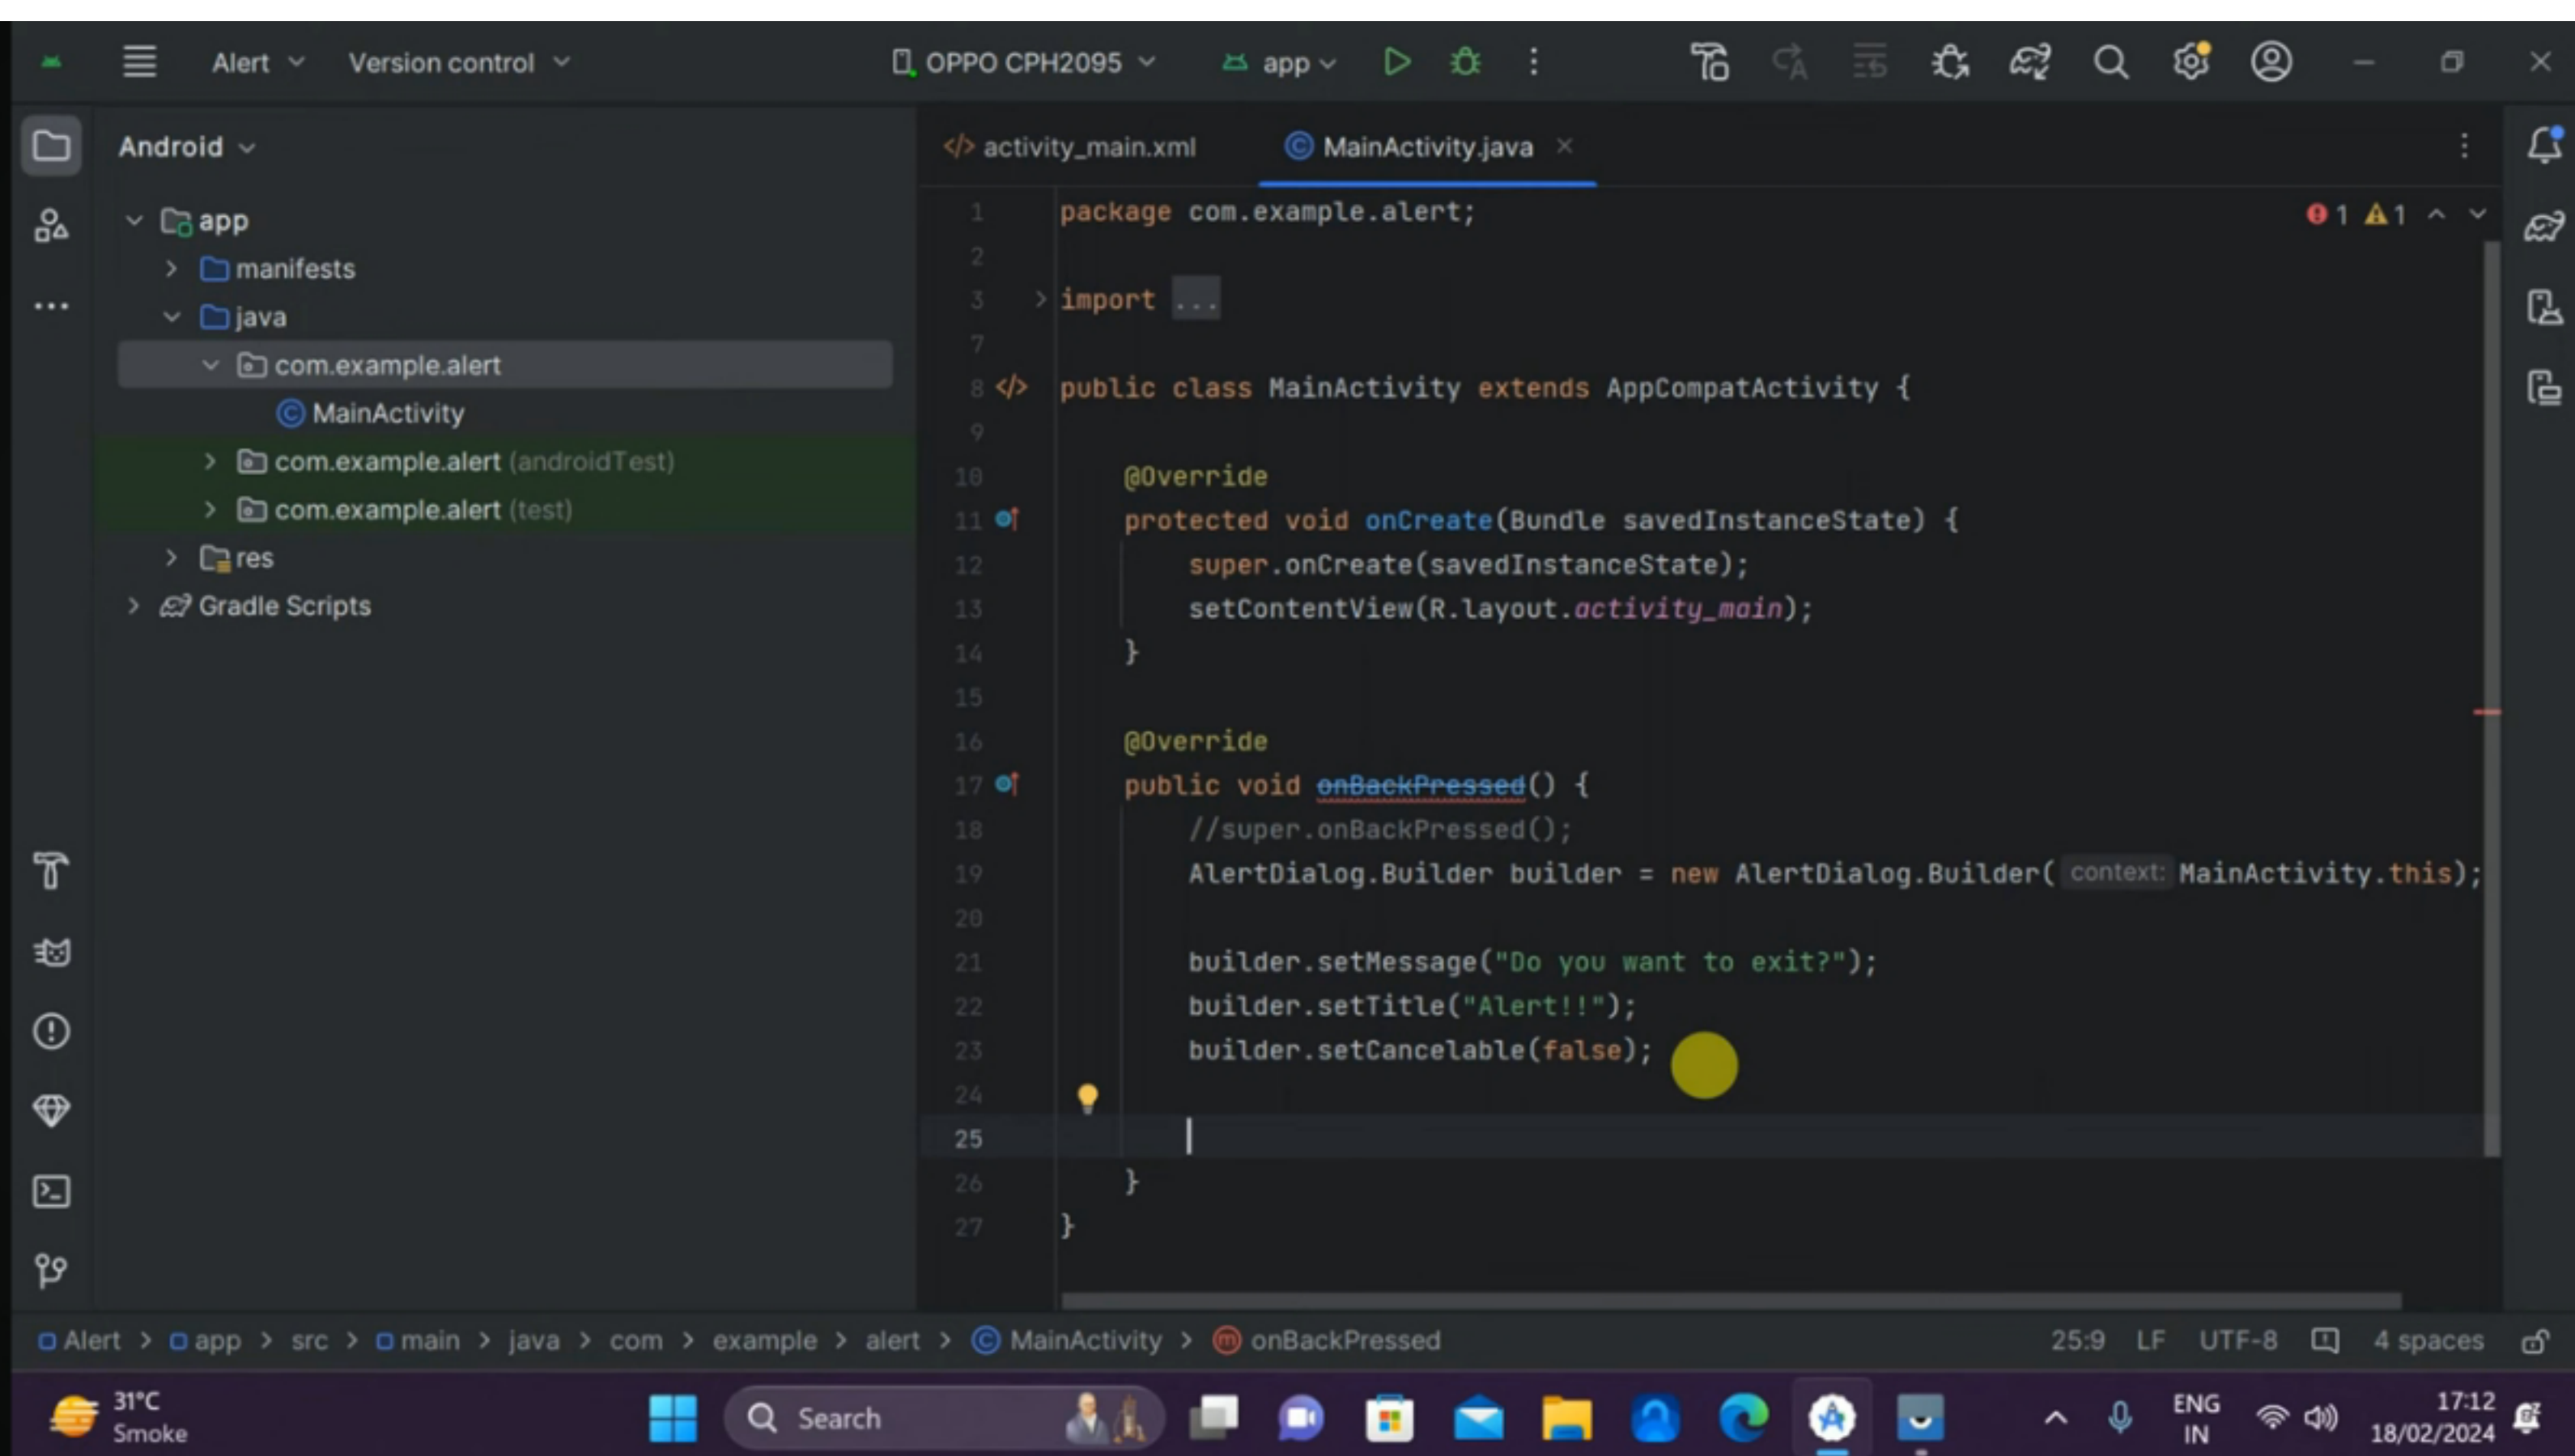 Alert Version control OPPO CPH2095 app
Android
activity_main.xml MainActivity.java
app
manifests
java
com.example.alert
MainActivity
com.example.alert (androidTest)
com.example.alert (test)
res
Gradle Scripts
1 package com.example.alert; 1 1
2
3 import ...
7
8 </> public class MainActivity extends AppCompatActivity {
9
10 @Override
11 protected void onCreate(Bundle savedInstanceState) {
12 super.onCreate(savedInstanceState);
13 setContentView(R.layout.activity_main);
14 }
15
16 @Override
17 public void onBackPressed() {
18 //super.onBackPressed();
19 AlertDialog.Builder builder = new AlertDialog.Builder( context: MainActivity.this);
20
21 builder.setMessage("Do you want to exit?");
22 builder.setTitle("Alert!!");
23 builder.setCancelable(false);
24
25
26 }
27 }
Alert > app > src > main > java > com > example > alert > MainActivity > onBackPressed 25:9 LF UTF-8 4 spaces
31°C
Smoke
Search
ENG
IN
17:12
18/02/2024